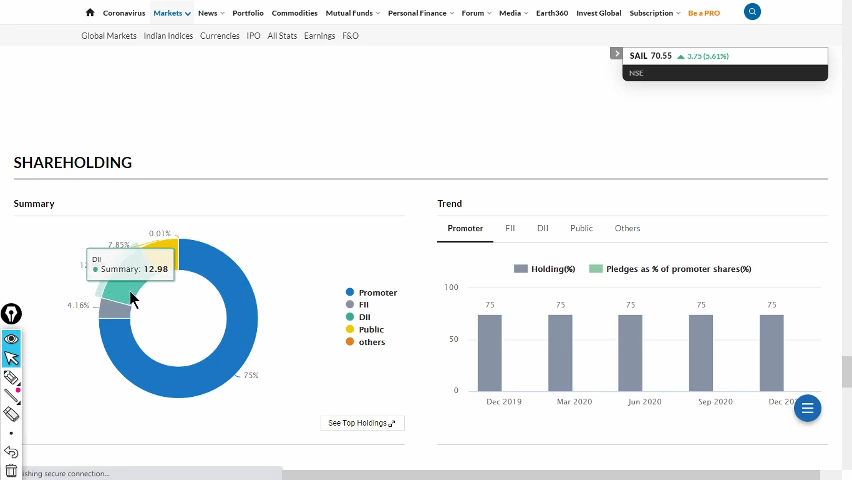 Coronavirus Markets News Portfolio Commodities Mutual Funds Personal Finance Forum Media Earth360 Invest Global Subscription Be a PRO
Global Markets Indian Indices Currencies IPO All Stats Earnings F&O
SAIL 70.55 3.75 (5.61%)
NSE
SHAREHOLDING
Summary
Trend
Promoter FII DII Public Others
0.01%
7.85%
DII
Summary: 12.98
4.16%
75%
Promoter
FII
DII
Public
others
See Top Holdings
Holding(%) Pledges as % of promoter shares(%)
100
50
0
75 75 75 75 75
Dec 2019 Mar 2020 Jun 2020 Sep 2020 Dec
ishing secure connection...